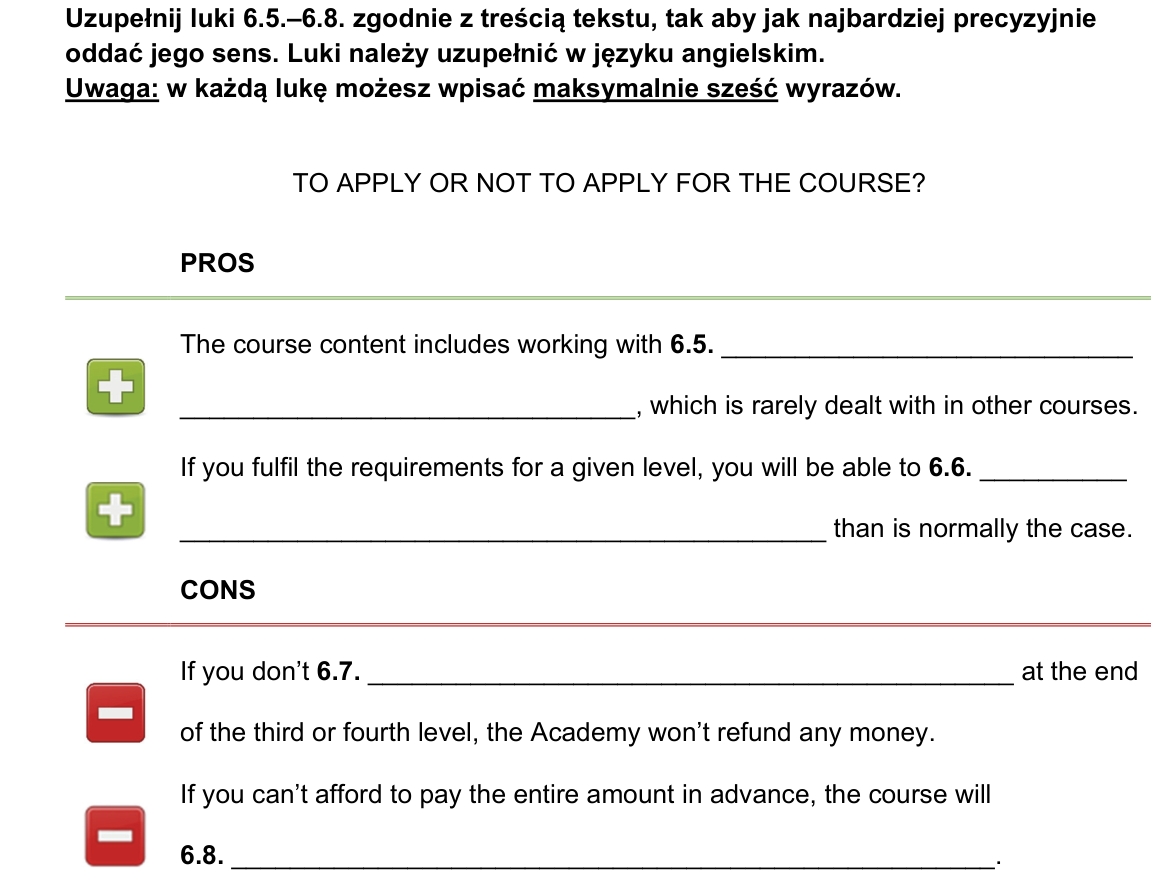 Uzupełnij luki 6.5.–6.8. zgodnie z treścią tekstu, tak aby jak najbardziej precyzyjnie
oddać jego sens. Luki należy uzupełnić w języku angielskim.
Uwaga: w każdą lukę możesz wpisać maksymalnie sześć wyrazów.
TO APPLY OR NOT TO APPLY FOR THE COURSE?
PROS
The course content includes working with 6.5. ____________________________
_______________________________, which is rarely dealt with in other courses.
If you fulfil the requirements for a given level, you will be able to 6.6. __________
____________________________________________ than is normally the case.
CONS
If you don’t 6.7. ____________________________________________ at the end
of the third or fourth level, the Academy won’t refund any money.
If you can’t afford to pay the entire amount in advance, the course will
6.8. ____________________________________________________.